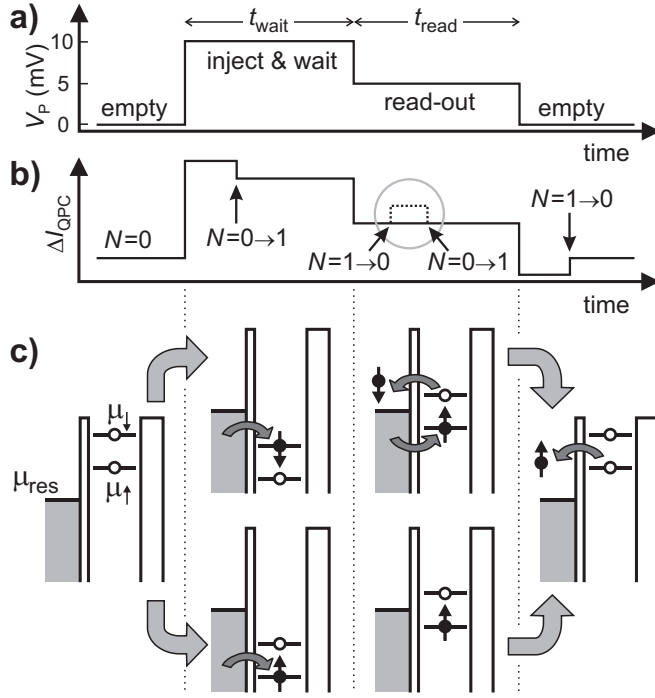 a)
t_wait
t_read
V_P (mV)
10
5
0
inject & wait
empty
read-out
empty
time
b)
ΔI_QPC
N=0
N=0→1
N=1→0
N=0→1
N=1→0
time
c)
μ↓
μ_res
μ↑